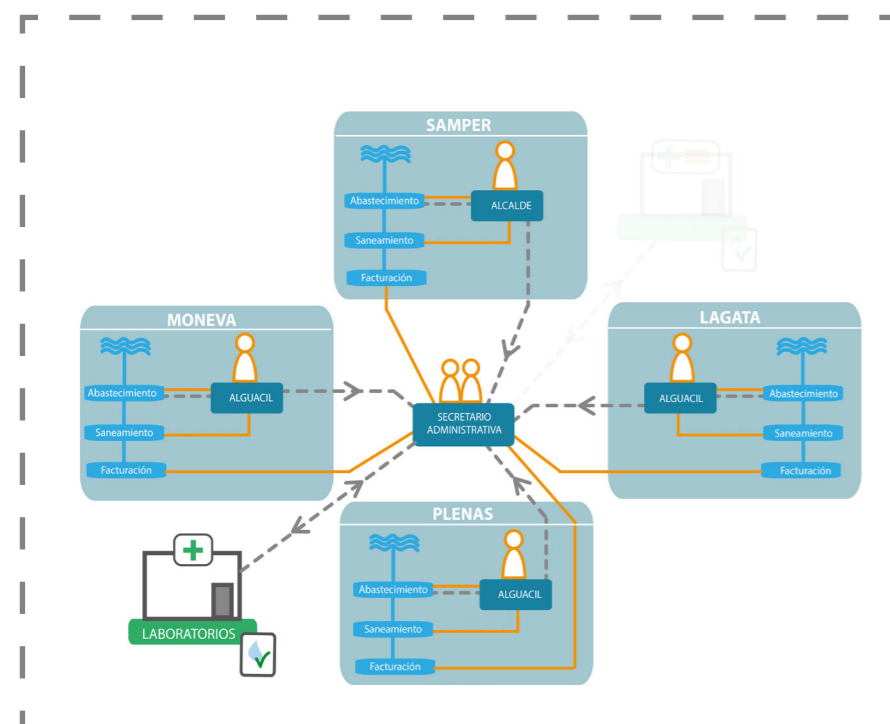 SAMPER
Abastecimiento
ALCALDE
Saneamiento
Facturación
MONEVA
Abastecimiento
ALGUACIL
Saneamiento
Facturación
LAGATA
ALGUACIL
Abastecimiento
Saneamiento
Facturación
SECRETARIO
ADMINISTRATIVA
PLENAS
Abastecimiento
ALGUACIL
Saneamiento
Facturación
LABORATORIOS